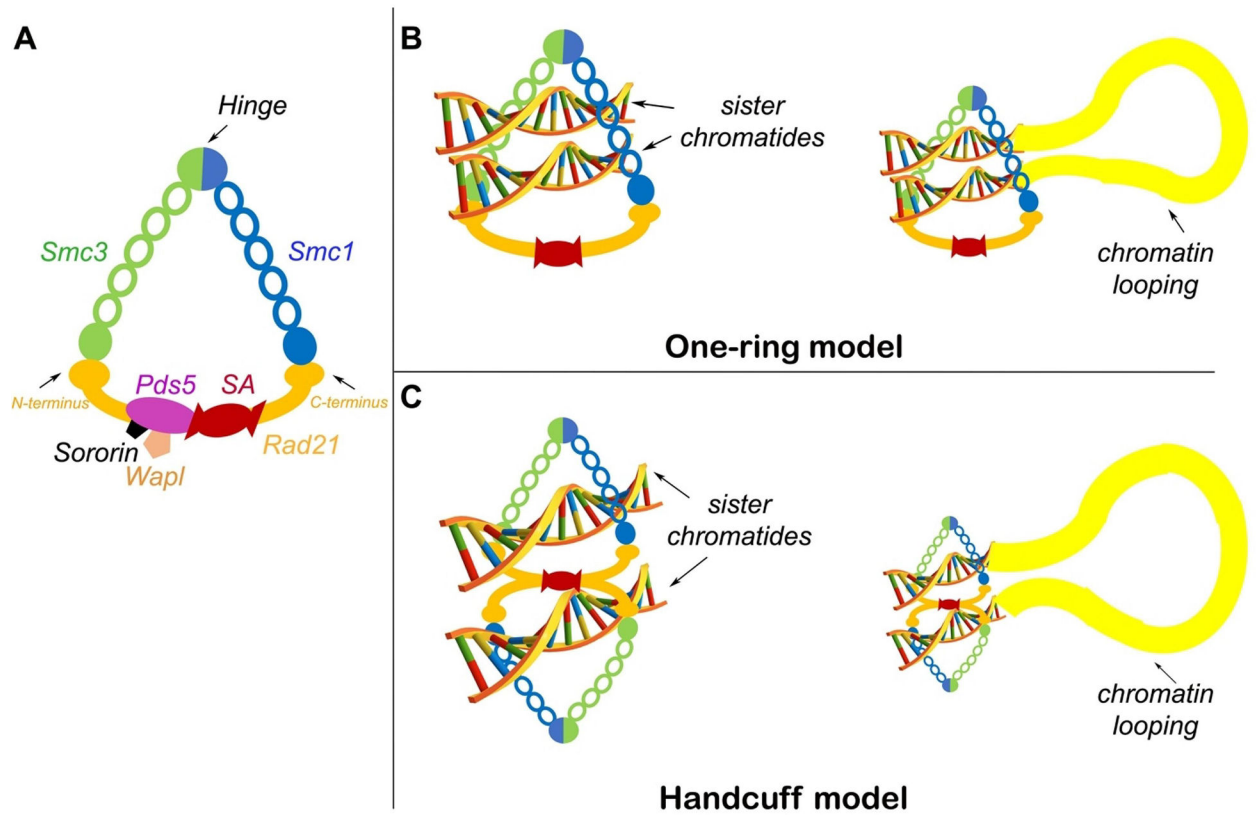 A
Hinge
Smc3
Smc1
Pds5
SA
N-terminus
C-terminus
Sororin
Rad21
Wapl
B
sister
chromatides
chromatin
looping
One-ring model
C
sister
chromatides
chromatin
looping
Handcuff model